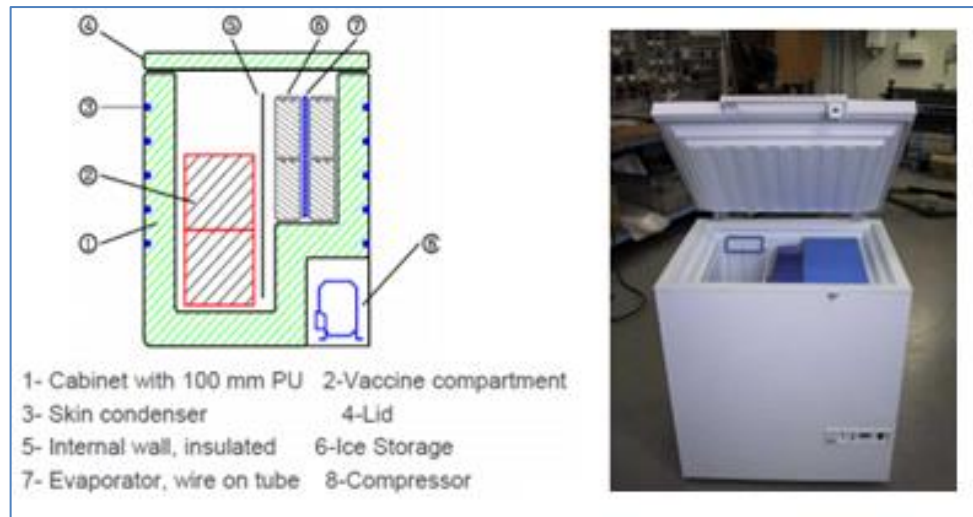 ④ ⑤ ⑥ ⑦
③
②
① ⑧
1- Cabinet with 100 mm PU 2-Vaccine compartment
3- Skin condenser 4-Lid
5- Internal wall, insulated 6-Ice Storage
7- Evaporator, wire on tube 8-Compressor